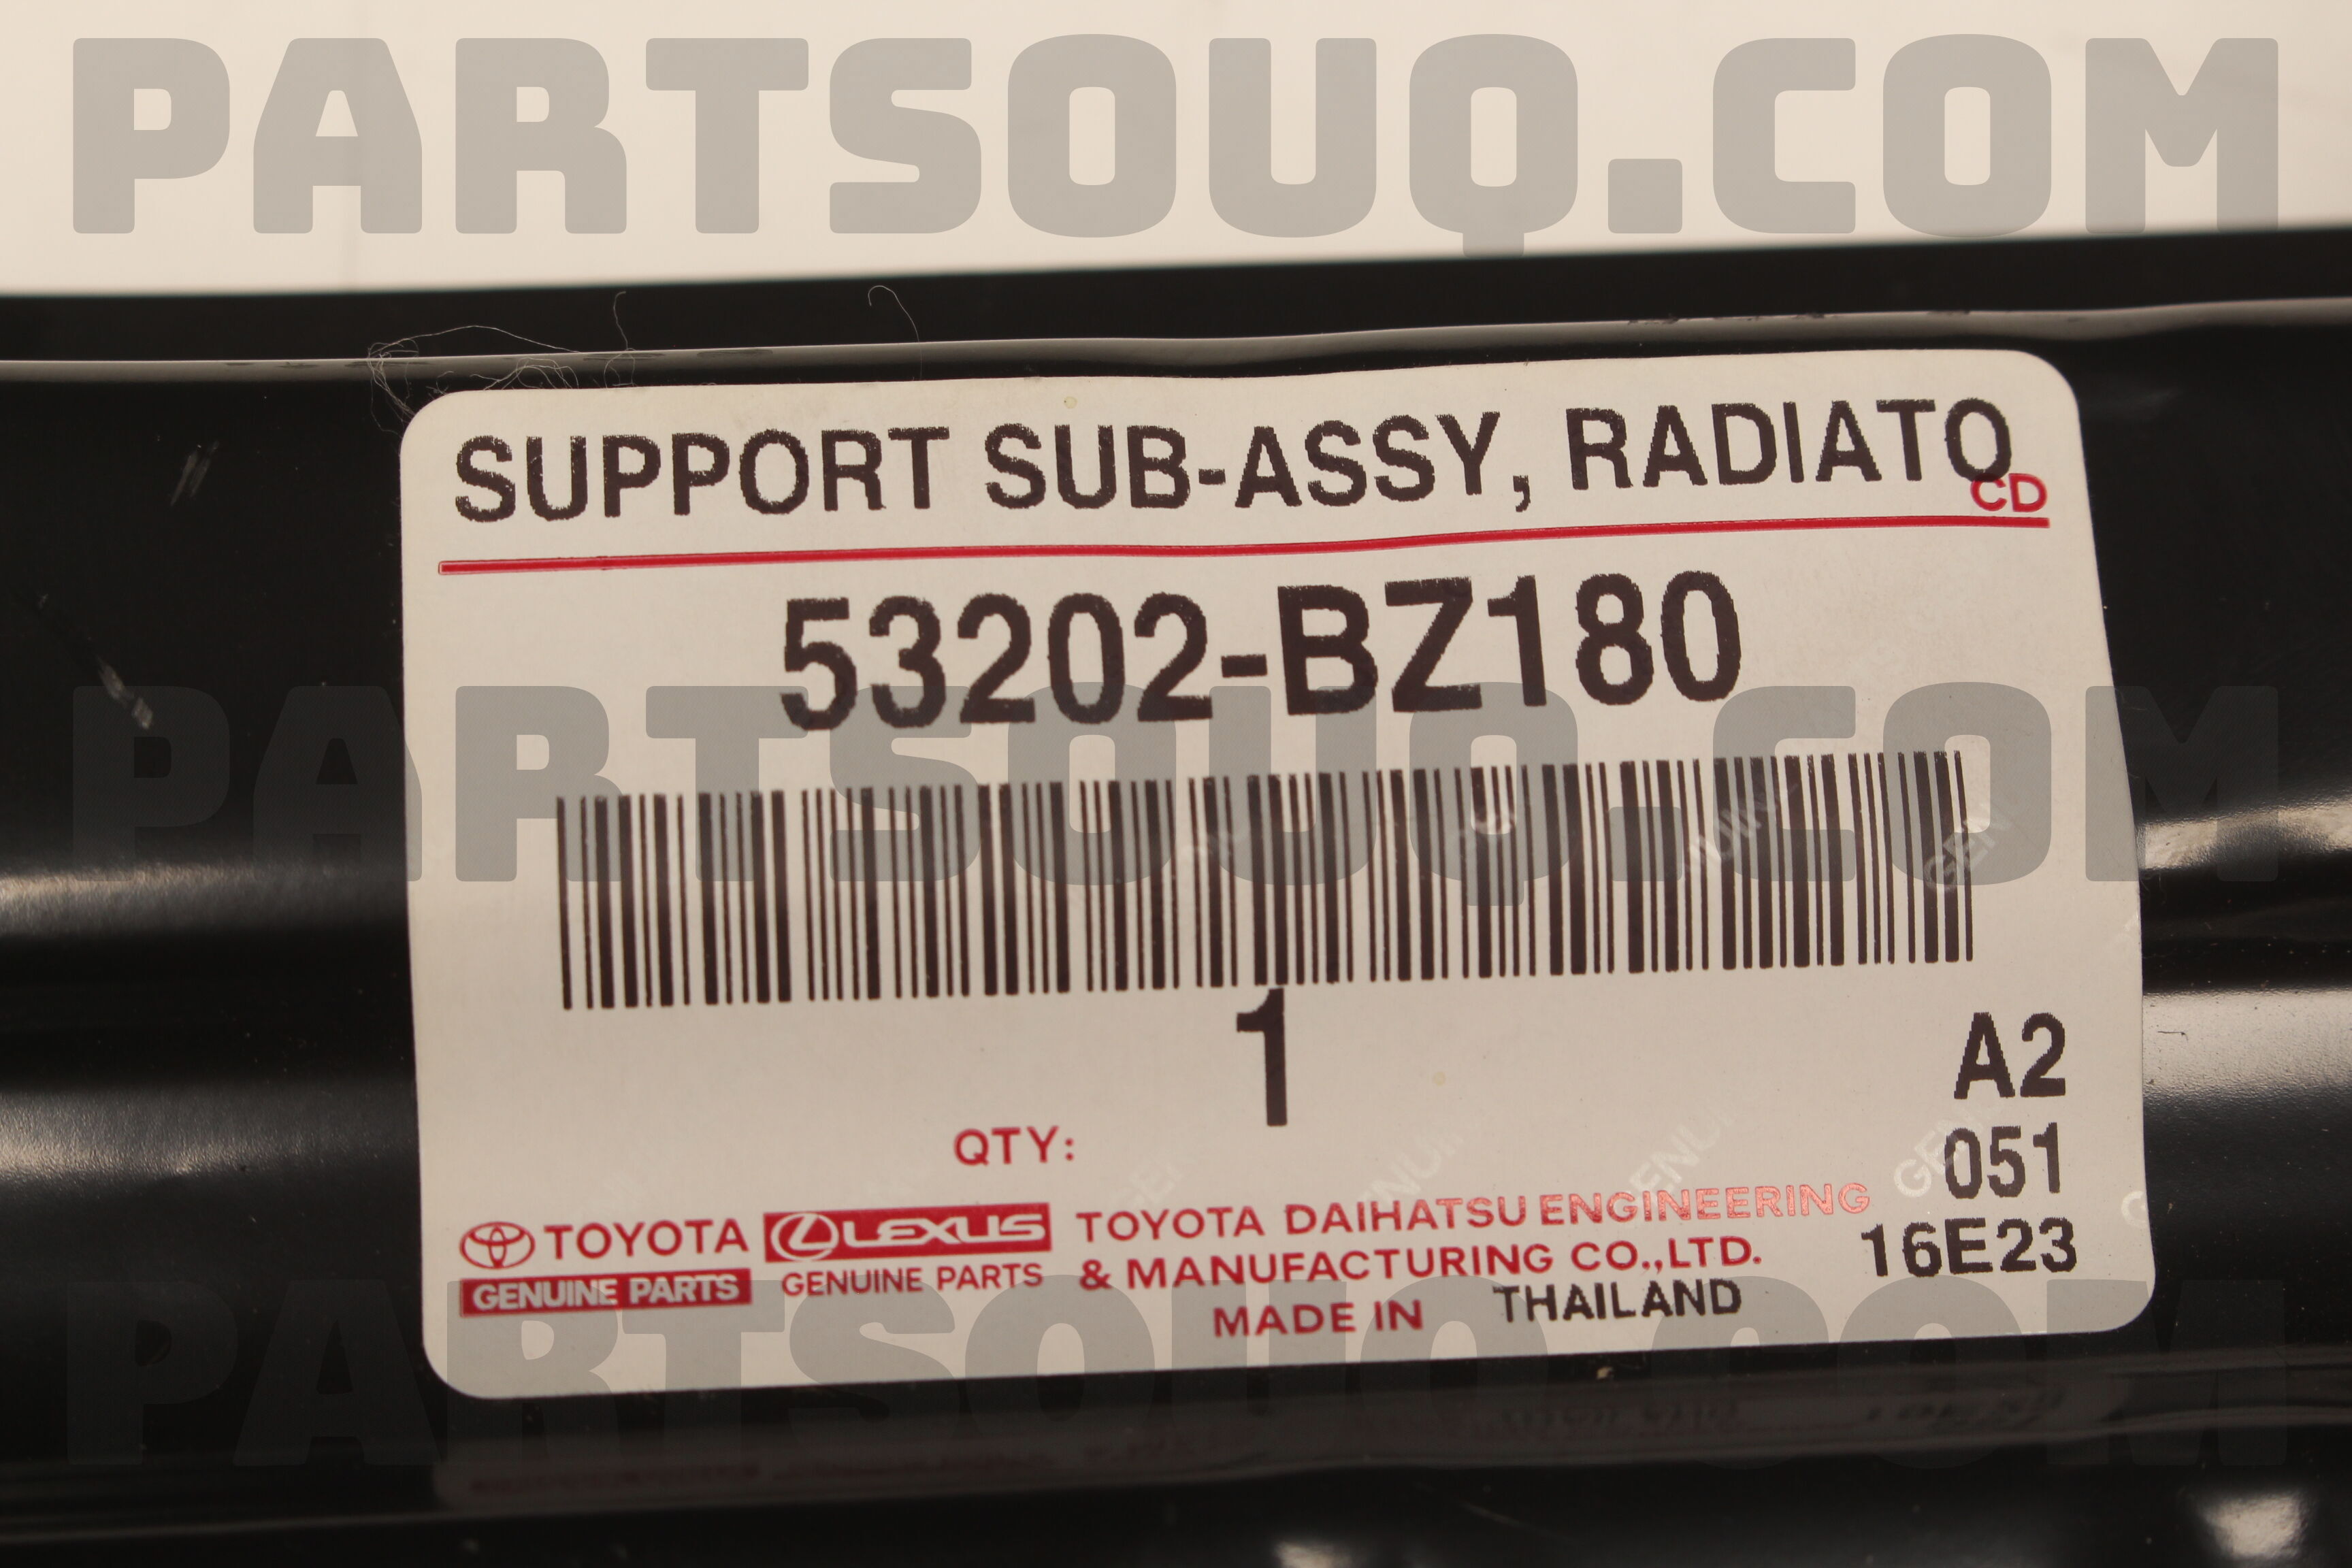 PARTSOUQ.COM
SUPPORT SUB-ASSY, RADIATO
CD
53202-BZ180
PARTSOUQ.COM
1
QTY:
A2
051
16E23
TOYOTA
GENUINE PARTS
LEXUS
GENUINE PARTS
TOYOTA DAIHATSU ENGINEERING
& MANUFACTURING CO.,LTD.
MADE IN THAILAND
PARTSOUQ.COM